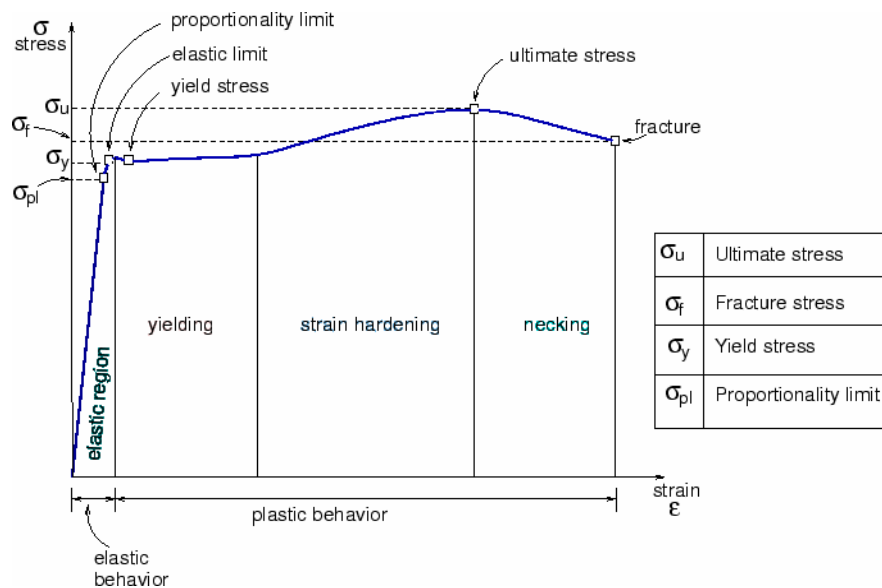 σ
stress
proportionality limit
elastic limit
yield stress
ultimate stress
σu
σf
fracture
σy
σpl
σu Ultimate stress
σf Fracture stress
σy Yield stress
σpl Proportionality limit
elastic region
yielding
strain hardening
necking
strain
ε
plastic behavior
elastic
behavior